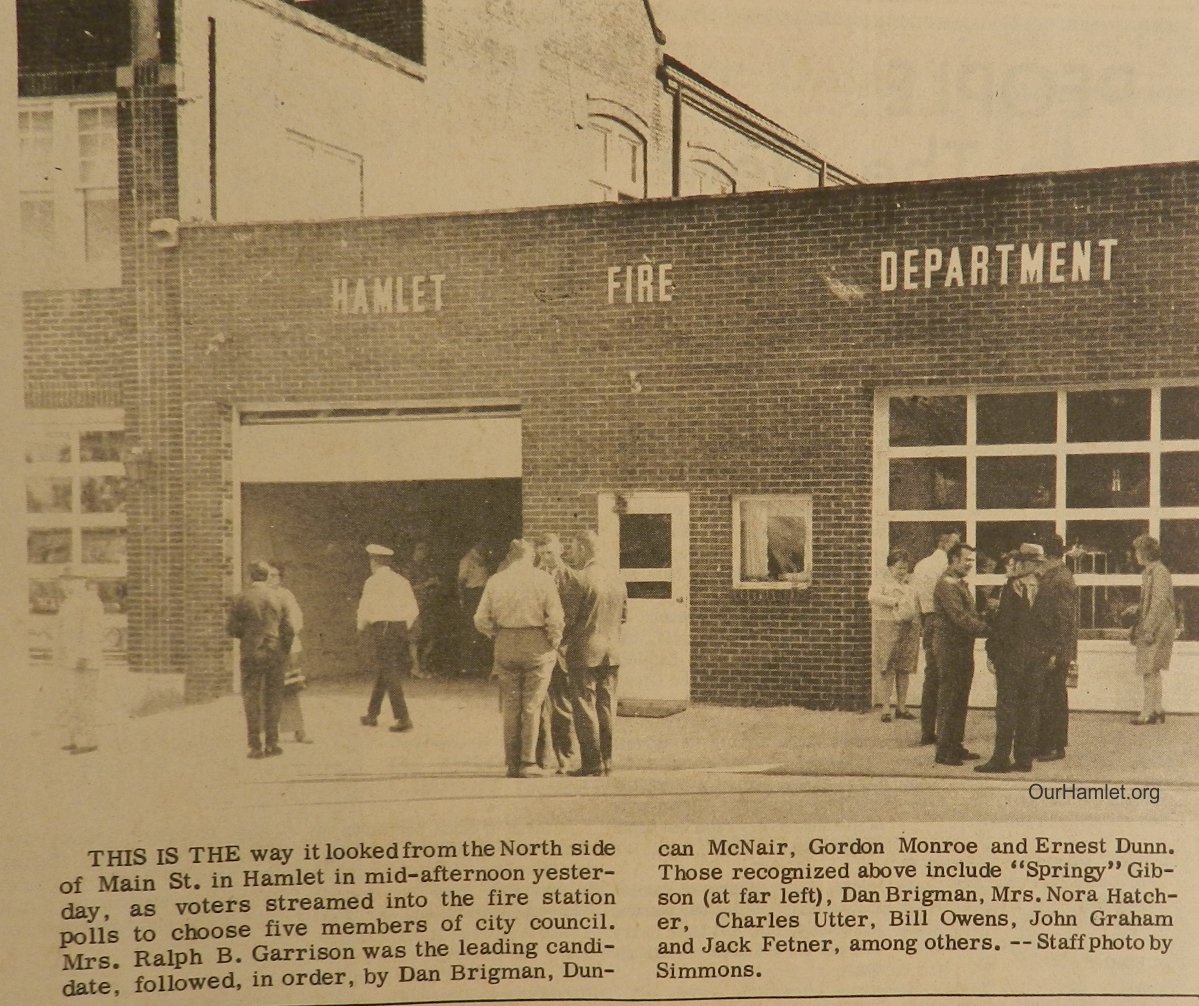 HAMLET FIRE DEPARTMENT
OurHamlet.org
THIS IS THE way it looked from the North side
of Main St. in Hamlet in mid-afternoon yester-
day, as voters streamed into the fire station
polls to choose five members of city council.
Mrs. Ralph B. Garrison was the leading candi-
date, followed, in order, by Dan Brigman, Dun-
can McNair, Gordon Monroe and Ernest Dunn.
Those recognized above include "Springy" Gib-
son (at far left), Dan Brigman, Mrs. Nora Hatch-
er, Charles Utter, Bill Owens, John Graham
and Jack Fetner, among others. -- Staff photo by
Simmons.